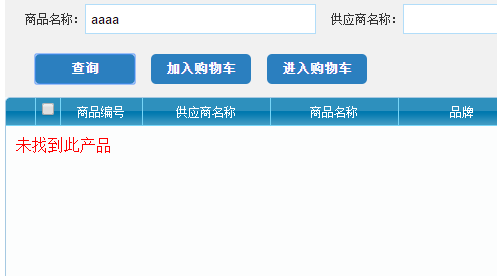 商品名称： aaaa 供应商名称：
查询 加入购物车 进入购物车
商品编号 供应商名称 商品名称 品牌
未找到此产品